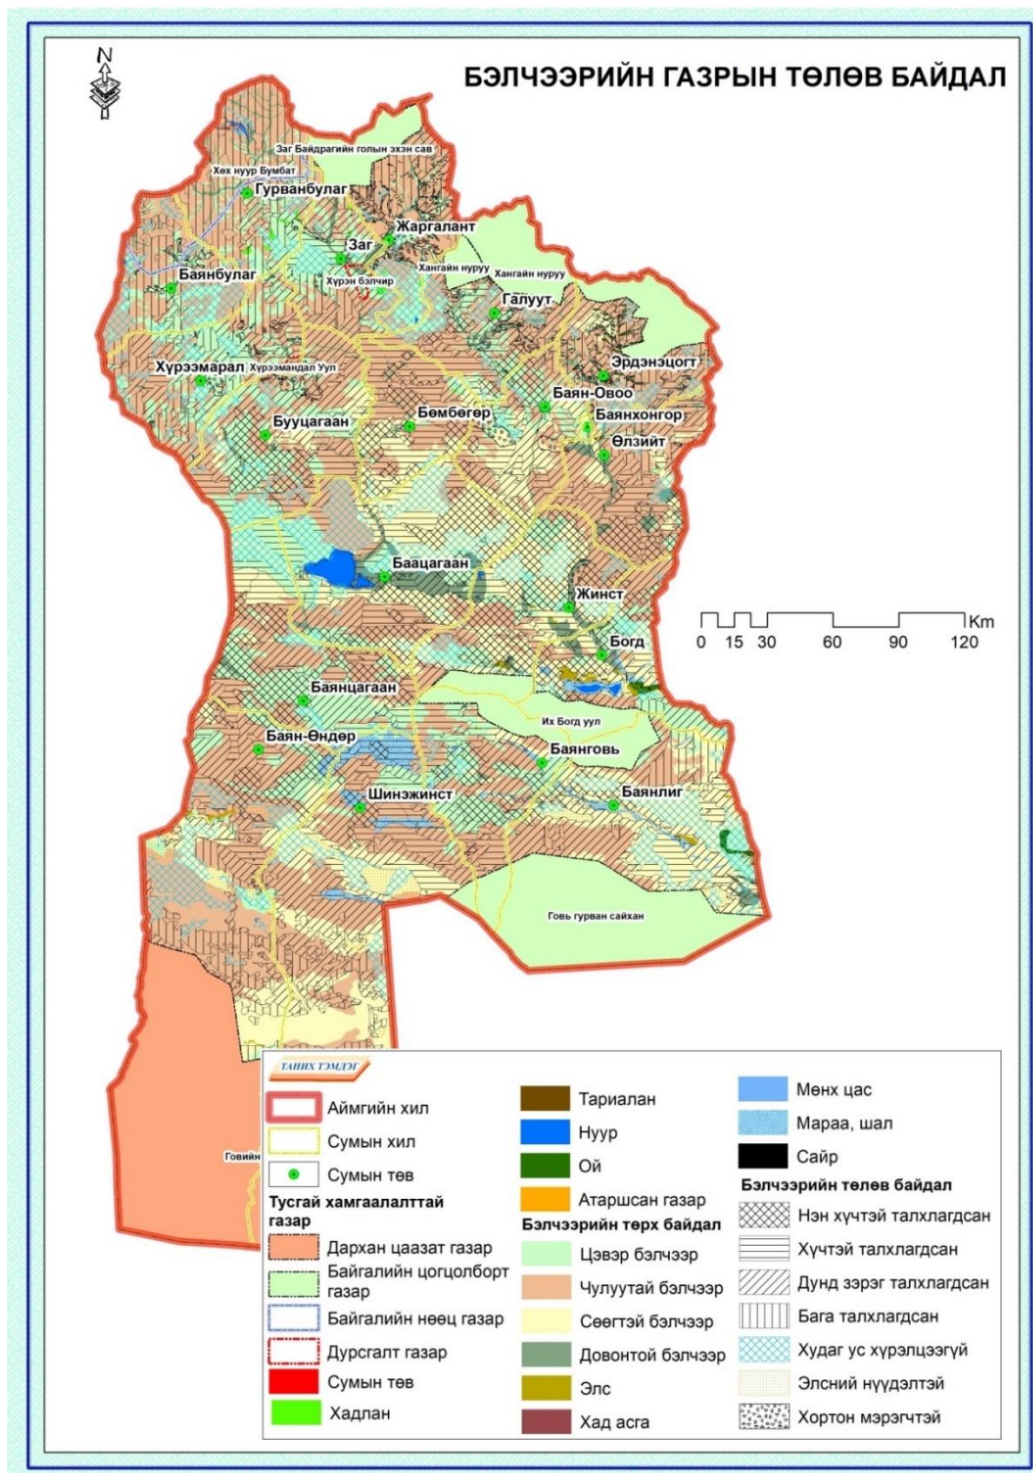 N
БЭЛЧЭЭРИЙН ГАЗРЫН ТӨЛӨВ БАЙДАЛ
Заг Байдрагийн голын эхэн сав
Хөх нуур Бумбат
Гурванбулаг
Жаргалант
Заг
Хангайн нуруу
Хангайн нуруу
Баянбулаг
Хүрэн бэлчир
Галуут
Эрдэнэцогт
Хүрээмарал
Хүрээмандал Уул
Баян-Овоо
Баянхонгор
Бууцагаан
Бөмбөгөр
Өлзийт
Баацагаан
Жинст
Богд
Km
0 15 30 60 90 120
Баянцагаан
Их Богд уул
Баян-Өндөр
Баянговь
Шинэжинст
Баянлиг
Говь гурван сайхан
Говийн
ТАНИХ ТЭМДЭГ
Аймгийн хил
Сумын хил
Сумын төв
Тусгай хамгаалалттай
газар
Дархан цаазат газар
Байгалийн цогцолборт
газар
Байгалийн нөөц газар
Дурсгалт газар
Сумын төв
Хадлан
Тариалан
Нуур
Ой
Атаршсан газар
Бэлчээрийн төрх байдал
Цэвэр бэлчээр
Чулуутай бэлчээр
Сөөгтэй бэлчээр
Довонтой бэлчээр
Элс
Хад асга
Мөнх цас
Мараа, шал
Сайр
Бэлчээрийн төлөв байдал
Нэн хүчтэй талхлагдсан
Хүчтэй талхлагдсан
Дунд зэрэг талхлагдсан
Бага талхлагдсан
Худаг ус хүрэлцээгүй
Элсний нүүдэлтэй
Хортон мэрэгчтэй